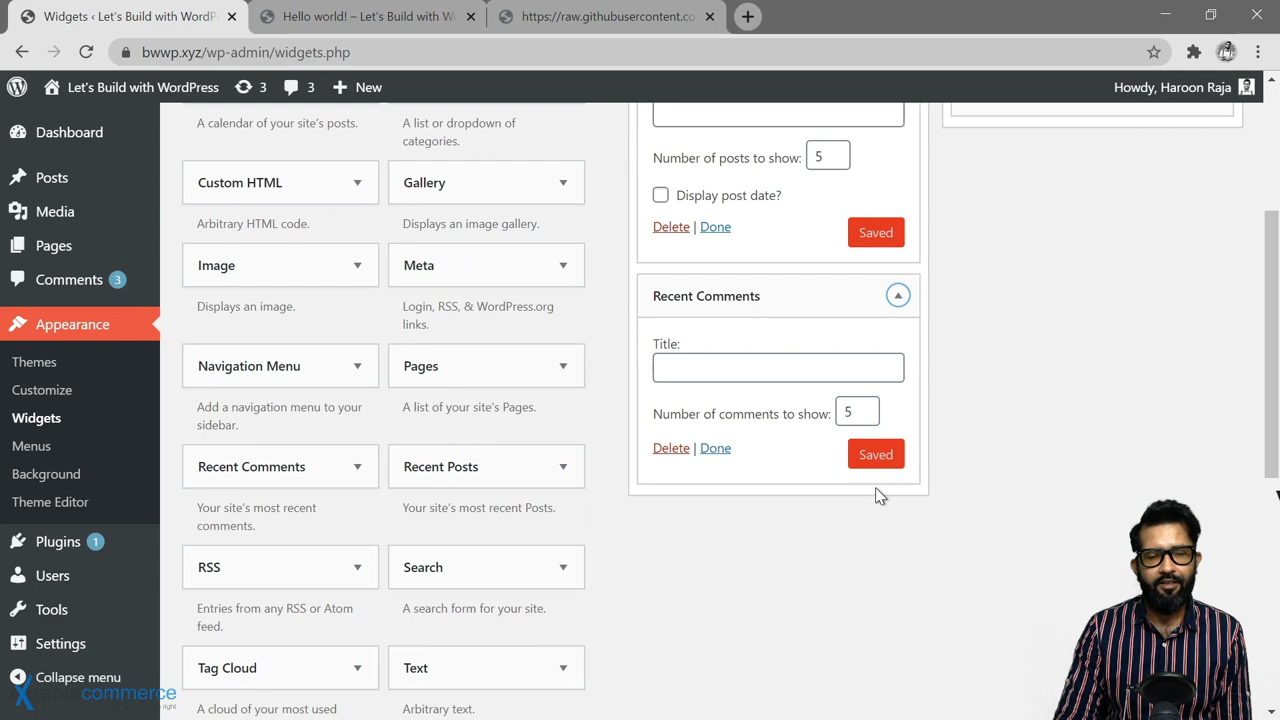 Widgets ‹ Let's Build with WordP
Hello world! – Let's Build with Wo
https://raw.githubusercontent.co
bwwp.xyz/wp-admin/widgets.php
Let's Build with WordPress
3
3
New
Howdy, Haroon Raja
Dashboard
Posts
Media
Pages
Comments 3
Appearance
Themes
Customize
Widgets
Menus
Background
Theme Editor
Plugins 1
Users
Tools
Settings
Collapse menu
A calendar of your site's posts.
A list or dropdown of
categories.
Custom HTML
Gallery
Arbitrary HTML code.
Displays an image gallery.
Image
Meta
Displays an image.
Login, RSS, & WordPress.org
links.
Navigation Menu
Pages
Add a navigation menu to your
sidebar.
A list of your site's Pages.
Recent Comments
Recent Posts
Your site's most recent
comments.
Your site's most recent Posts.
RSS
Search
Entries from any RSS or Atom
feed.
A search form for your site.
Tag Cloud
Text
A cloud of your most used
Arbitrary text.
Number of posts to show: 5
Display post date?
Delete | Done
Saved
Recent Comments
Title:
Number of comments to show: 5
Delete | Done
Saved